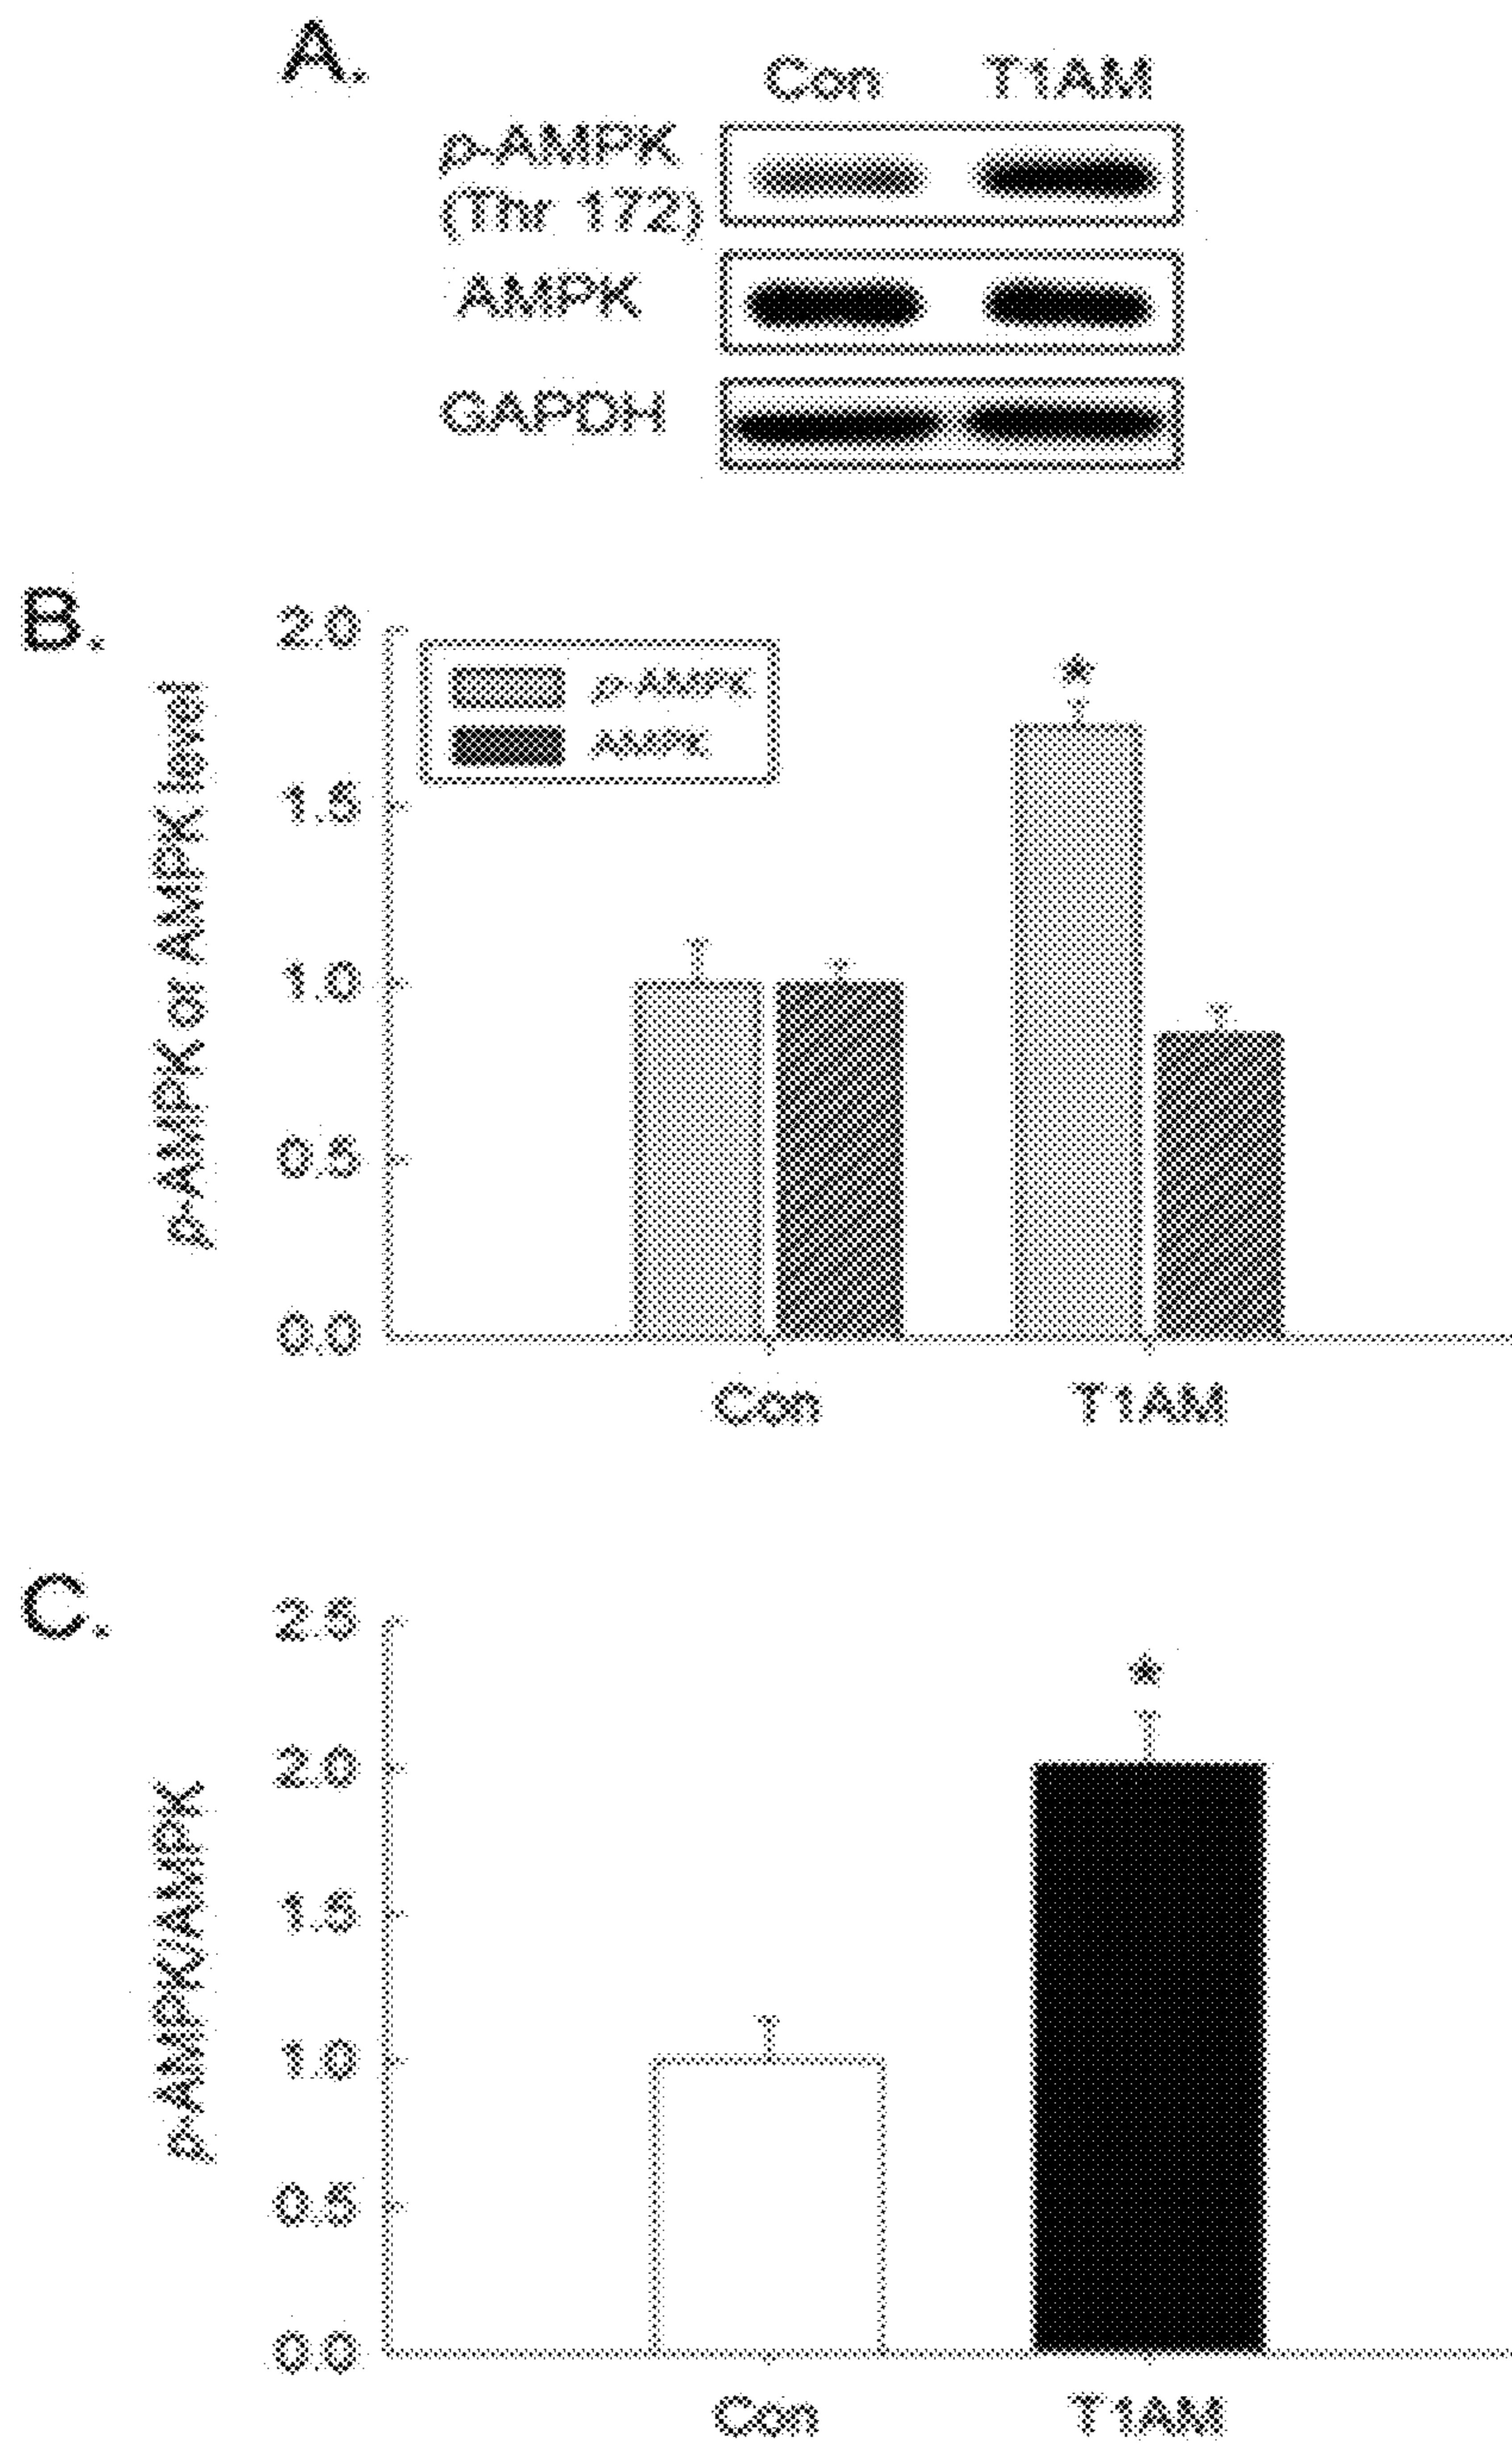 A.
Con T1AM
p-AMPK
(Thr 172)
AMPK
GAPDH
B.
p-AMPK or AMPK level
2.0
1.5
1.0
0.5
0.0
p-AMPK
AMPK
*
Con T1AM
C.
p-AMPK/AMPK
2.5
2.0
1.5
1.0
0.5
0.0
*
Con T1AM